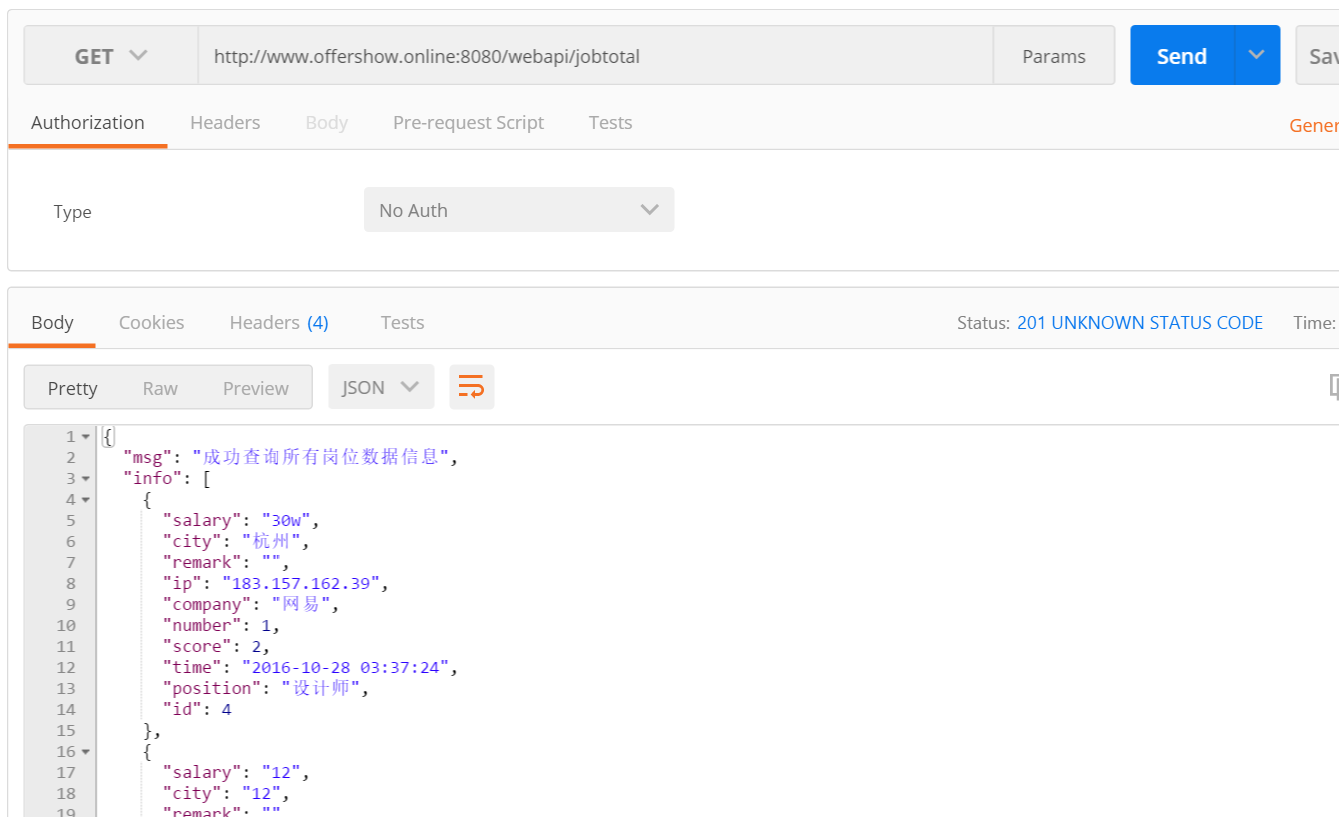 GET http://www.offershow.online:8080/webapi/jobtotal Params Send Sav
Authorization Headers Body Pre-request Script Tests Gener
Type No Auth
Body Cookies Headers (4) Tests Status: 201 UNKNOWN STATUS CODE Time:
Pretty Raw Preview JSON
1 {
2 "msg": "成功查询所有岗位数据信息",
3 "info": [
4 {
5 "salary": "30w",
6 "city": "杭州",
7 "remark": "",
8 "ip": "183.157.162.39",
9 "company": "网易",
10 "number": 1,
11 "score": 2,
12 "time": "2016-10-28 03:37:24",
13 "position": "设计师",
14 "id": 4
15 },
16 {
17 "salary": "12",
18 "city": "12",
19 "remark": ""